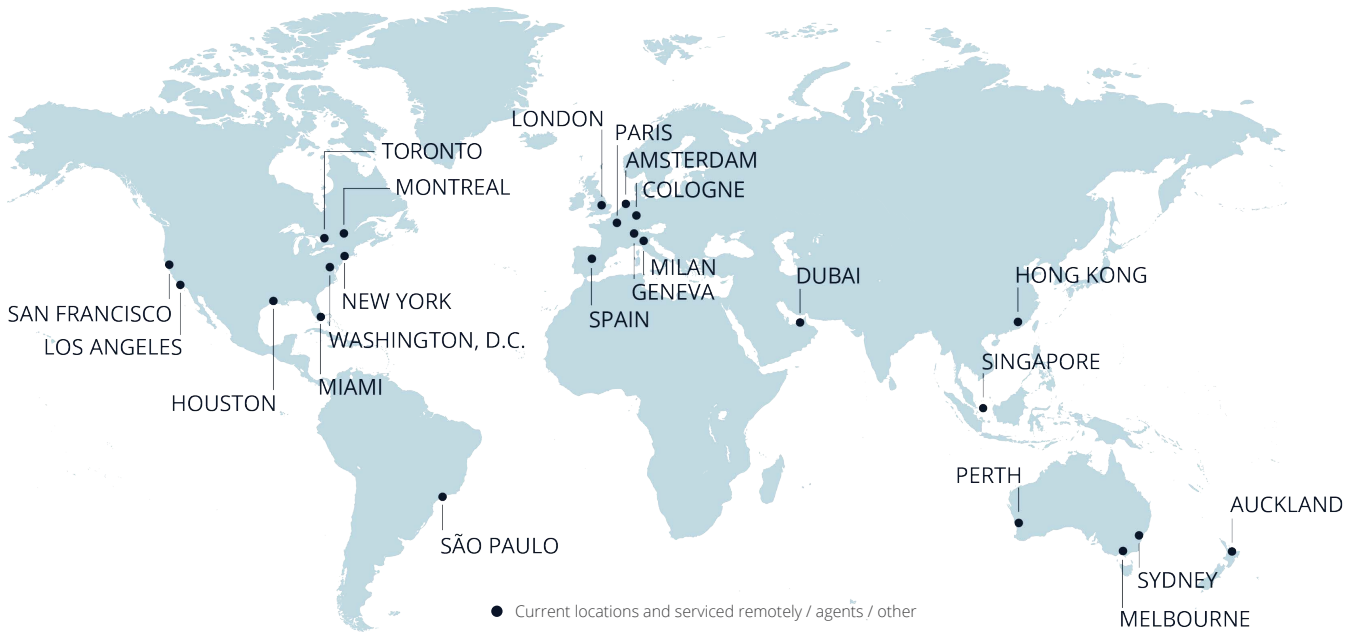 LONDON
PARIS
TORONTO
AMSTERDAM
MONTREAL
COLOGNE
MILAN
DUBAI
HONG KONG
GENEVA
NEW YORK
SAN FRANCISCO
SPAIN
WASHINGTON, D.C.
LOS ANGELES
SINGAPORE
MIAMI
HOUSTON
PERTH
AUCKLAND
SÃO PAULO
SYDNEY
Current locations and serviced remotely / agents / other
MELBOURNE